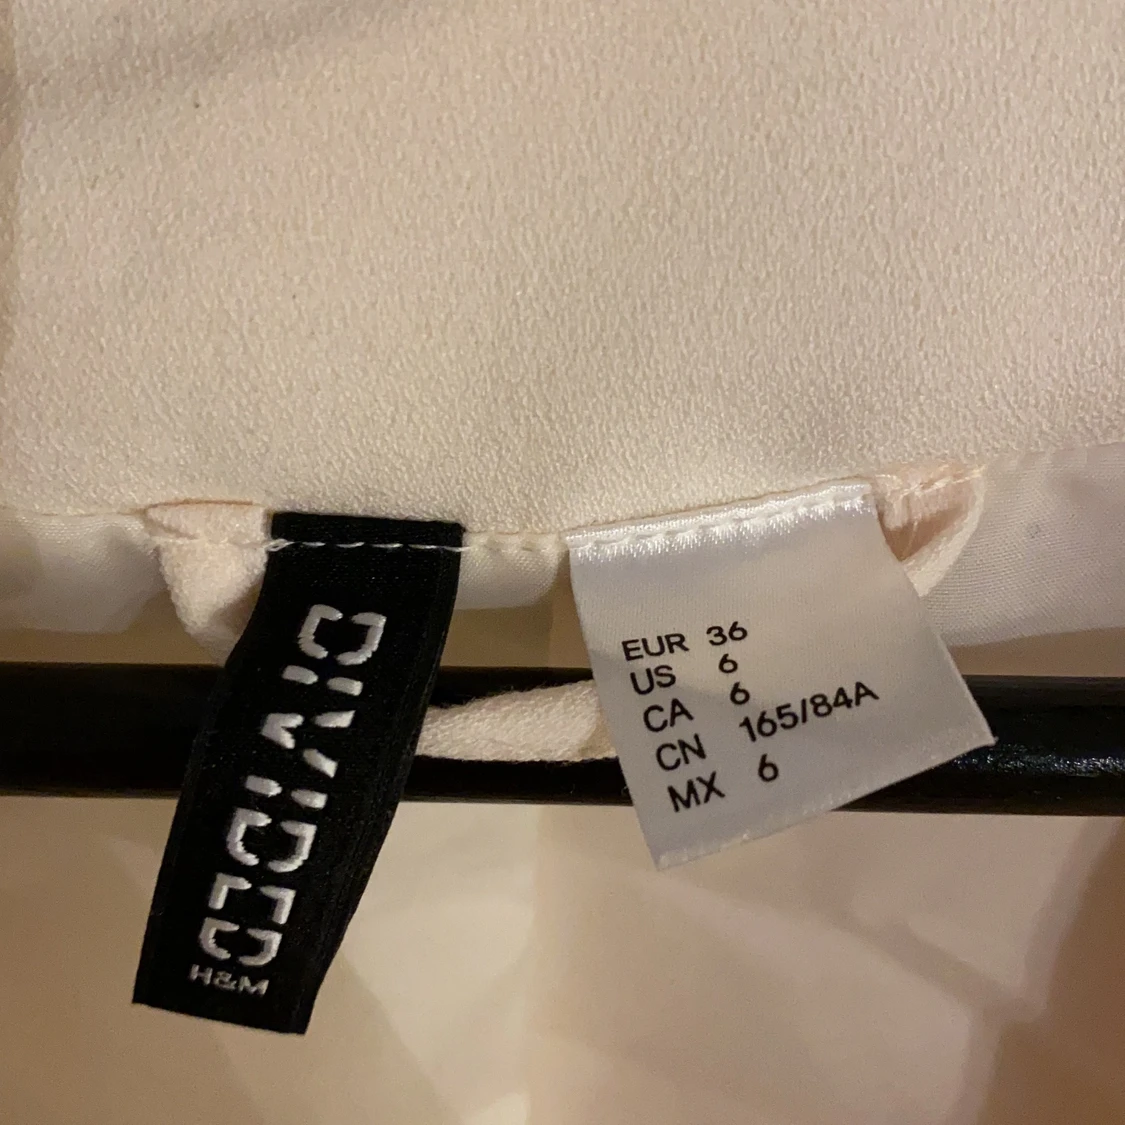 DIVIDED
H&M
EUR 36
US 6
CA 6
CN 165/84A
MX 6